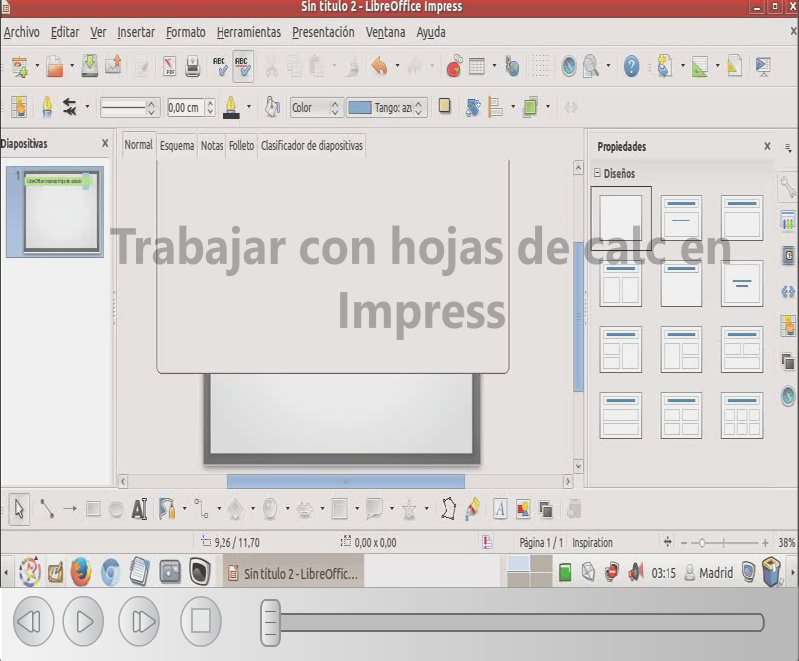 Sin título 2 - LibreOffice Impress
Archivo Editar Ver Insertar Formato Herramientas Presentación Ventana Ayuda
0,00 cm Color Tango: azu
Diapositivas
Normal Esquema Notas Folleto Clasificador de diapositivas
Propiedades
Diseños
1
Trabajar con hojas de calc en
Impress
9,26 / 11,70 0,00 x 0,00 Página 1 / 1 Inspiration 38%
Sin título 2 - LibreOffic... 03:15 Madrid